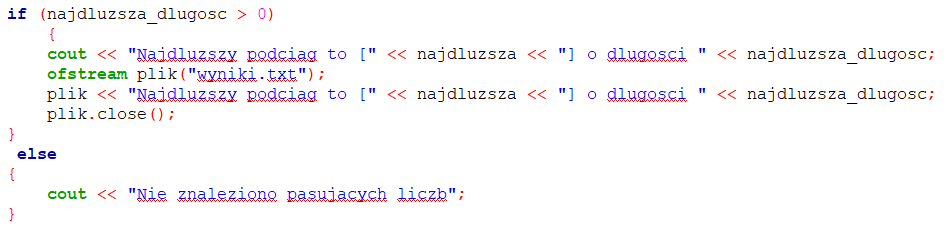 if (najdluzsza_dlugosc > 0)
{
cout << "Najdluzszy podciag to [" << najdluzsza << "] o dlugosci " << najdluzsza_dlugosc;
ofstream plik("wyniki.txt");
plik << "Najdluzszy podciag to [" << najdluzsza << "] o dlugosci " << najdluzsza_dlugosc;
plik.close();
}
else
{
cout << "Nie znaleziono pasujacych liczb";
}